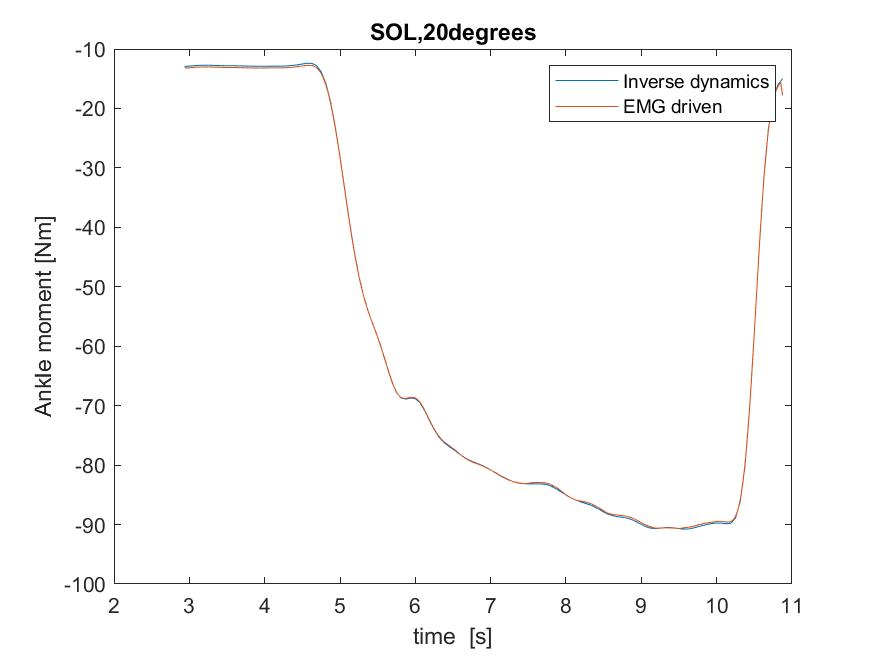 SOL,20degrees
Inverse dynamics
EMG driven
Ankle moment [Nm]
-10
-20
-30
-40
-50
-60
-70
-80
-90
-100
2 3 4 5 6 7 8 9 10 11
time [s]